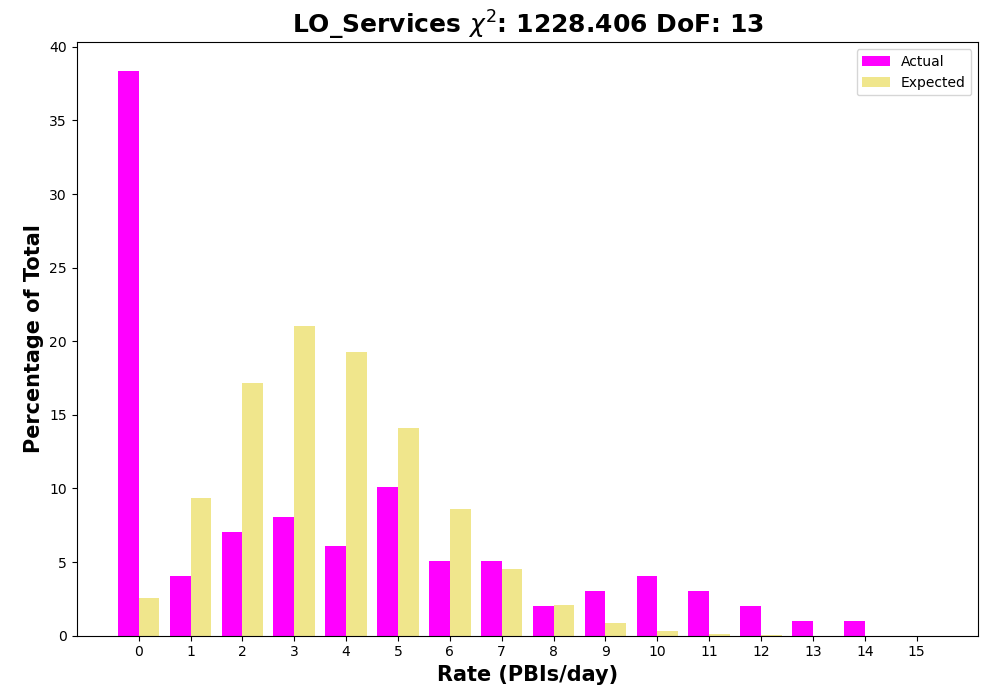 LO_Services χ²: 1228.406 DoF: 13
Actual
Expected
40
35
30
25
20
15
10
5
0
Percentage of Total
0 1 2 3 4 5 6 7 8 9 10 11 12 13 14 15
Rate (PBIs/day)